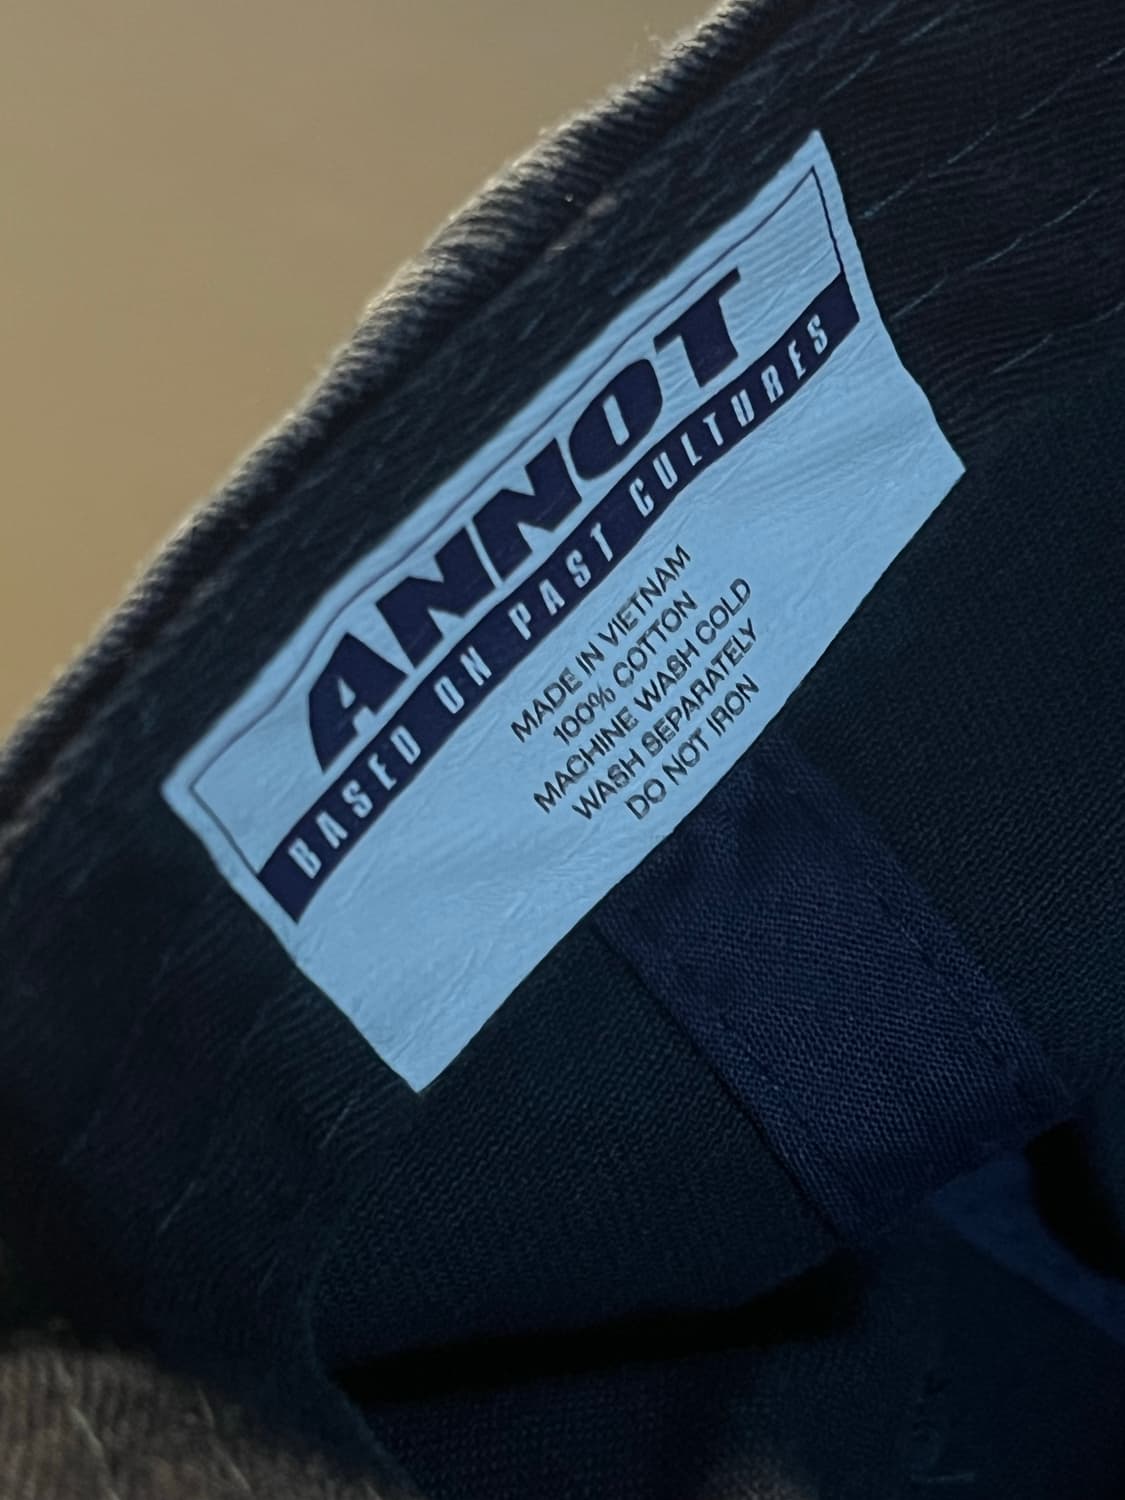 ANNOT
BASED ON PAST CULTURES
MADE IN VIETNAM
100% COTTON
MACHINE WASH COLD
WASH SEPARATELY
DO NOT IRON